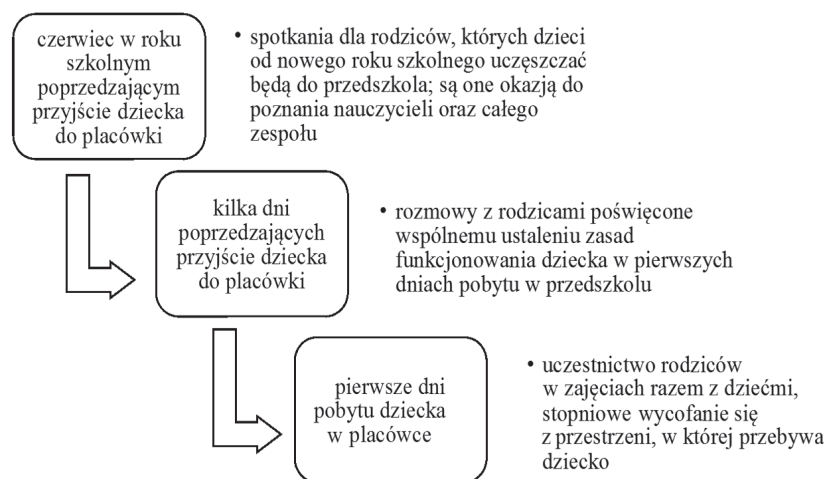 czerwiec w roku
szkolnym
poprzedzającym
przyjście dziecka
do placówki
• spotkania dla rodziców, których dzieci
od nowego roku szkolnego uczęszczać
będą do przedszkola; są one okazją do
poznania nauczycieli oraz całego
zespołu
kilka dni
poprzedzających
przyjście dziecka
do placówki
• rozmowy z rodzicami poświęcone
wspólnemu ustaleniu zasad
funkcjonowania dziecka w pierwszych
dniach pobytu w przedszkolu
pierwsze dni
pobytu dziecka
w placówce
• uczestnictwo rodziców
w zajęciach razem z dziećmi,
stopniowe wycofanie się
z przestrzeni, w której przebywa
dziecko